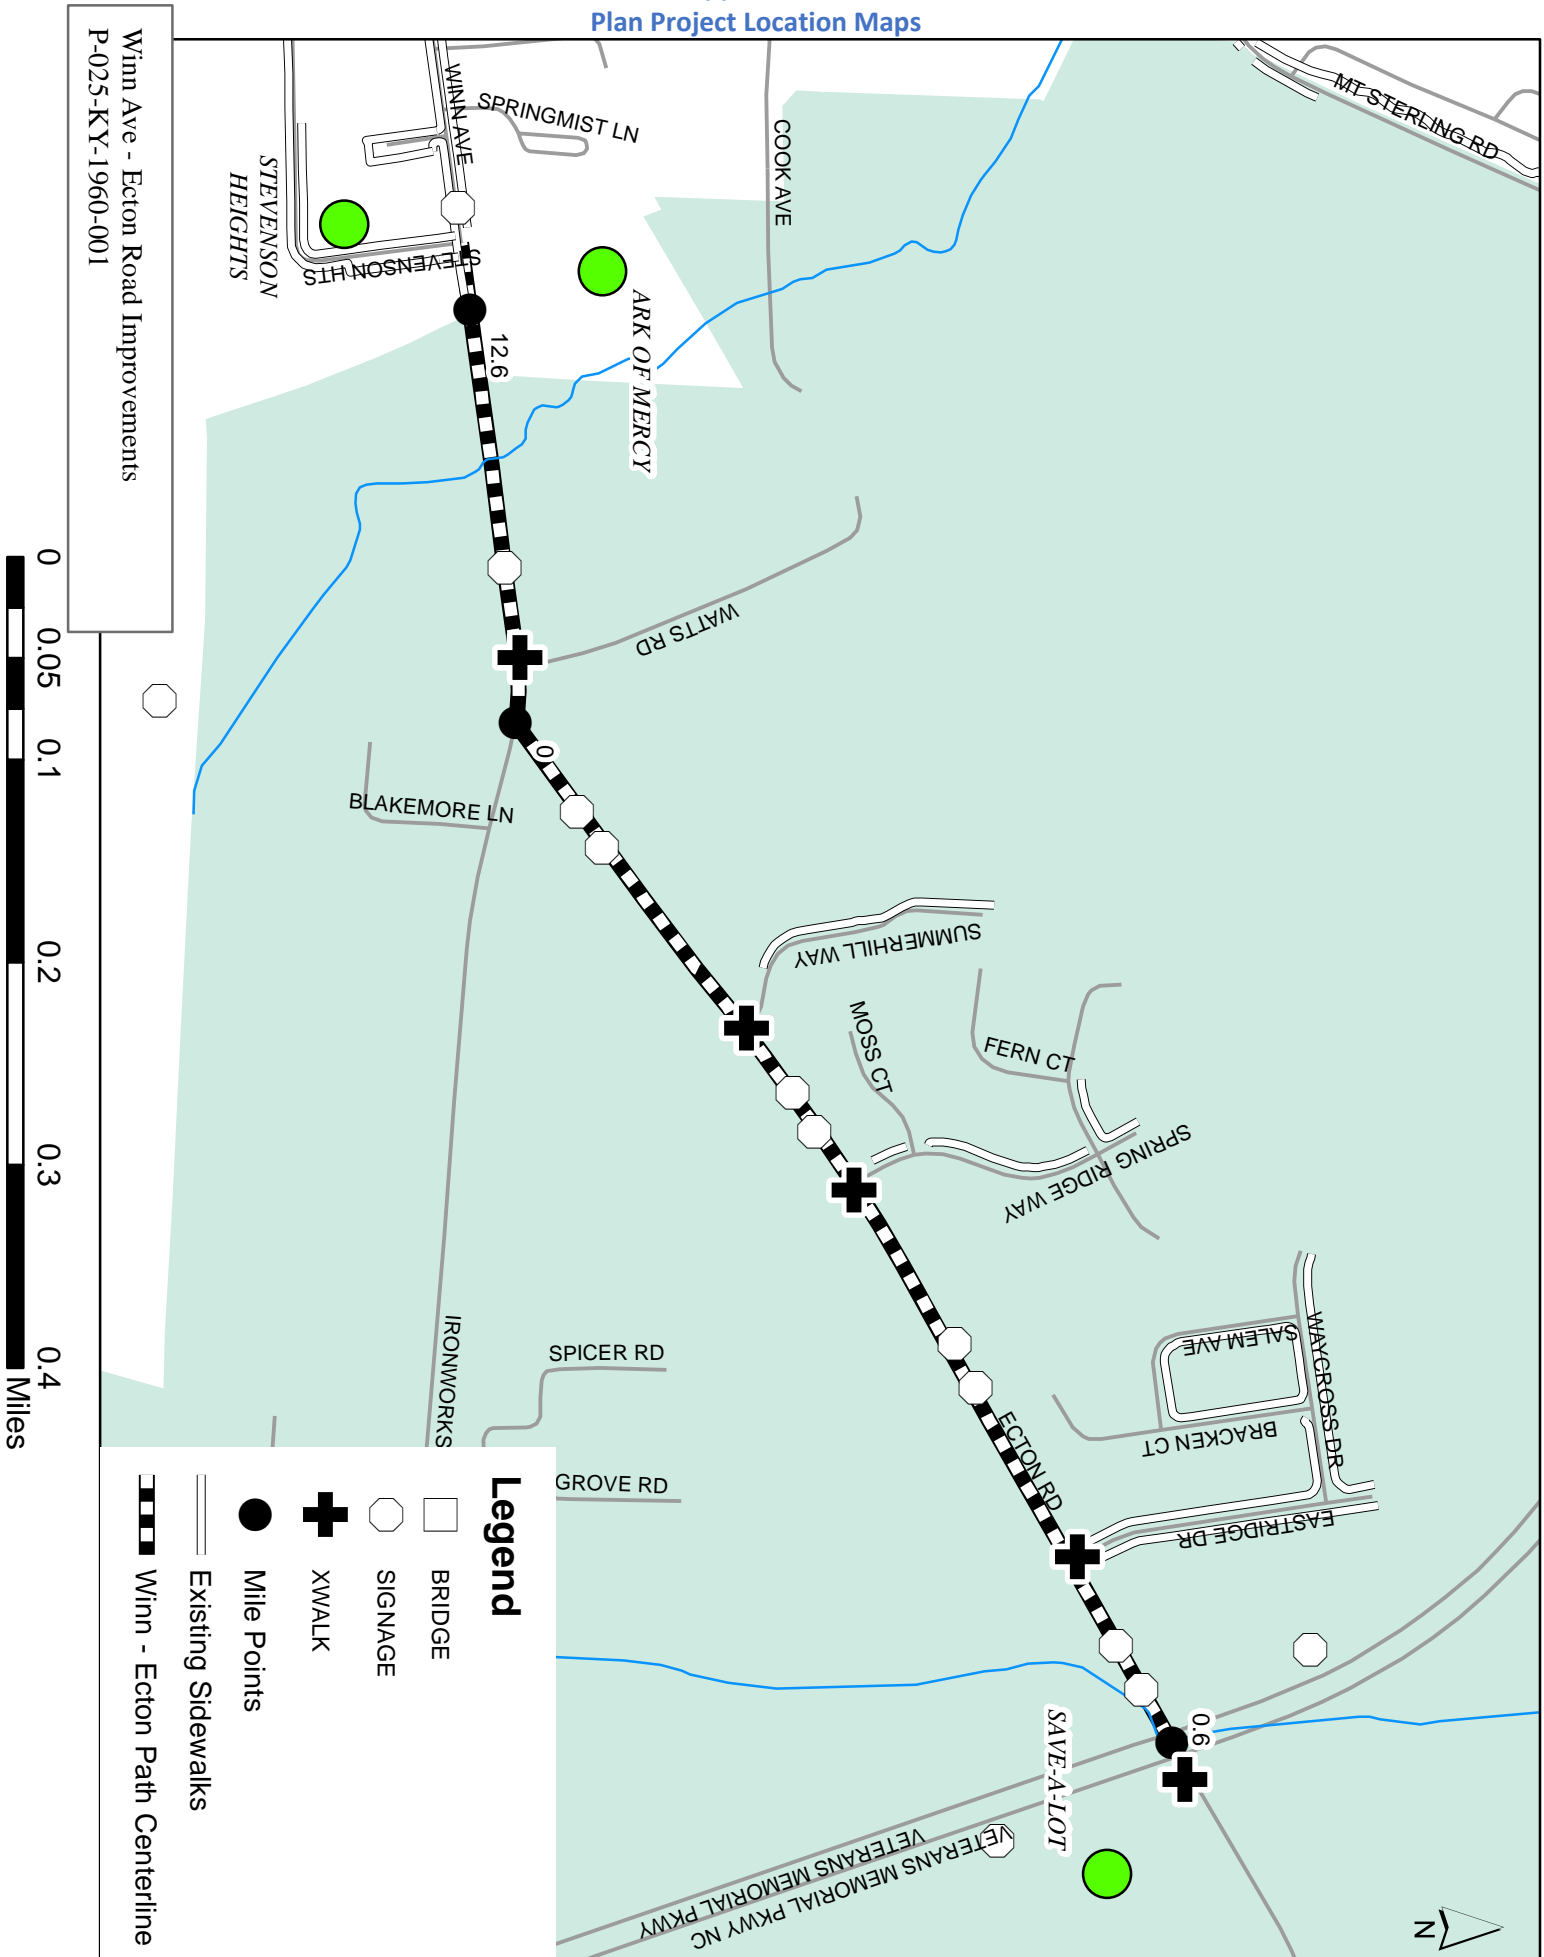 Plan Project Location Maps
Winn Ave - Ecton Road Improvements
P-025-KY-1960-001
MT STERLING RD
WINN AVE
SPRINGMIST LN
COOK AVE
STEVENSON
HEIGHTS
STEVENSON HTS
ARK OF MERCY
12.6
WATTS RD
0
BLAKEMORE LN
SUMMERHILL WAY
MOSS CT
FERN CT
SPRING RIDGE WAY
IRONWORKS
SPICER RD
GROVE RD
SALEM AVE
WAYCROSS DR
BRACKEN CT
ECTON RD
EASTRIDGE DR
0.6
SAVE-A-LOT
VETERANS MEMORIAL PKWY
VETERANS MEMORIAL PKWY NC
N
Legend
BRIDGE
SIGNAGE
XWALK
Mile Points
Existing Sidewalks
Winn - Ecton Path Centerline
0 0.05 0.1 0.2 0.3 0.4
Miles